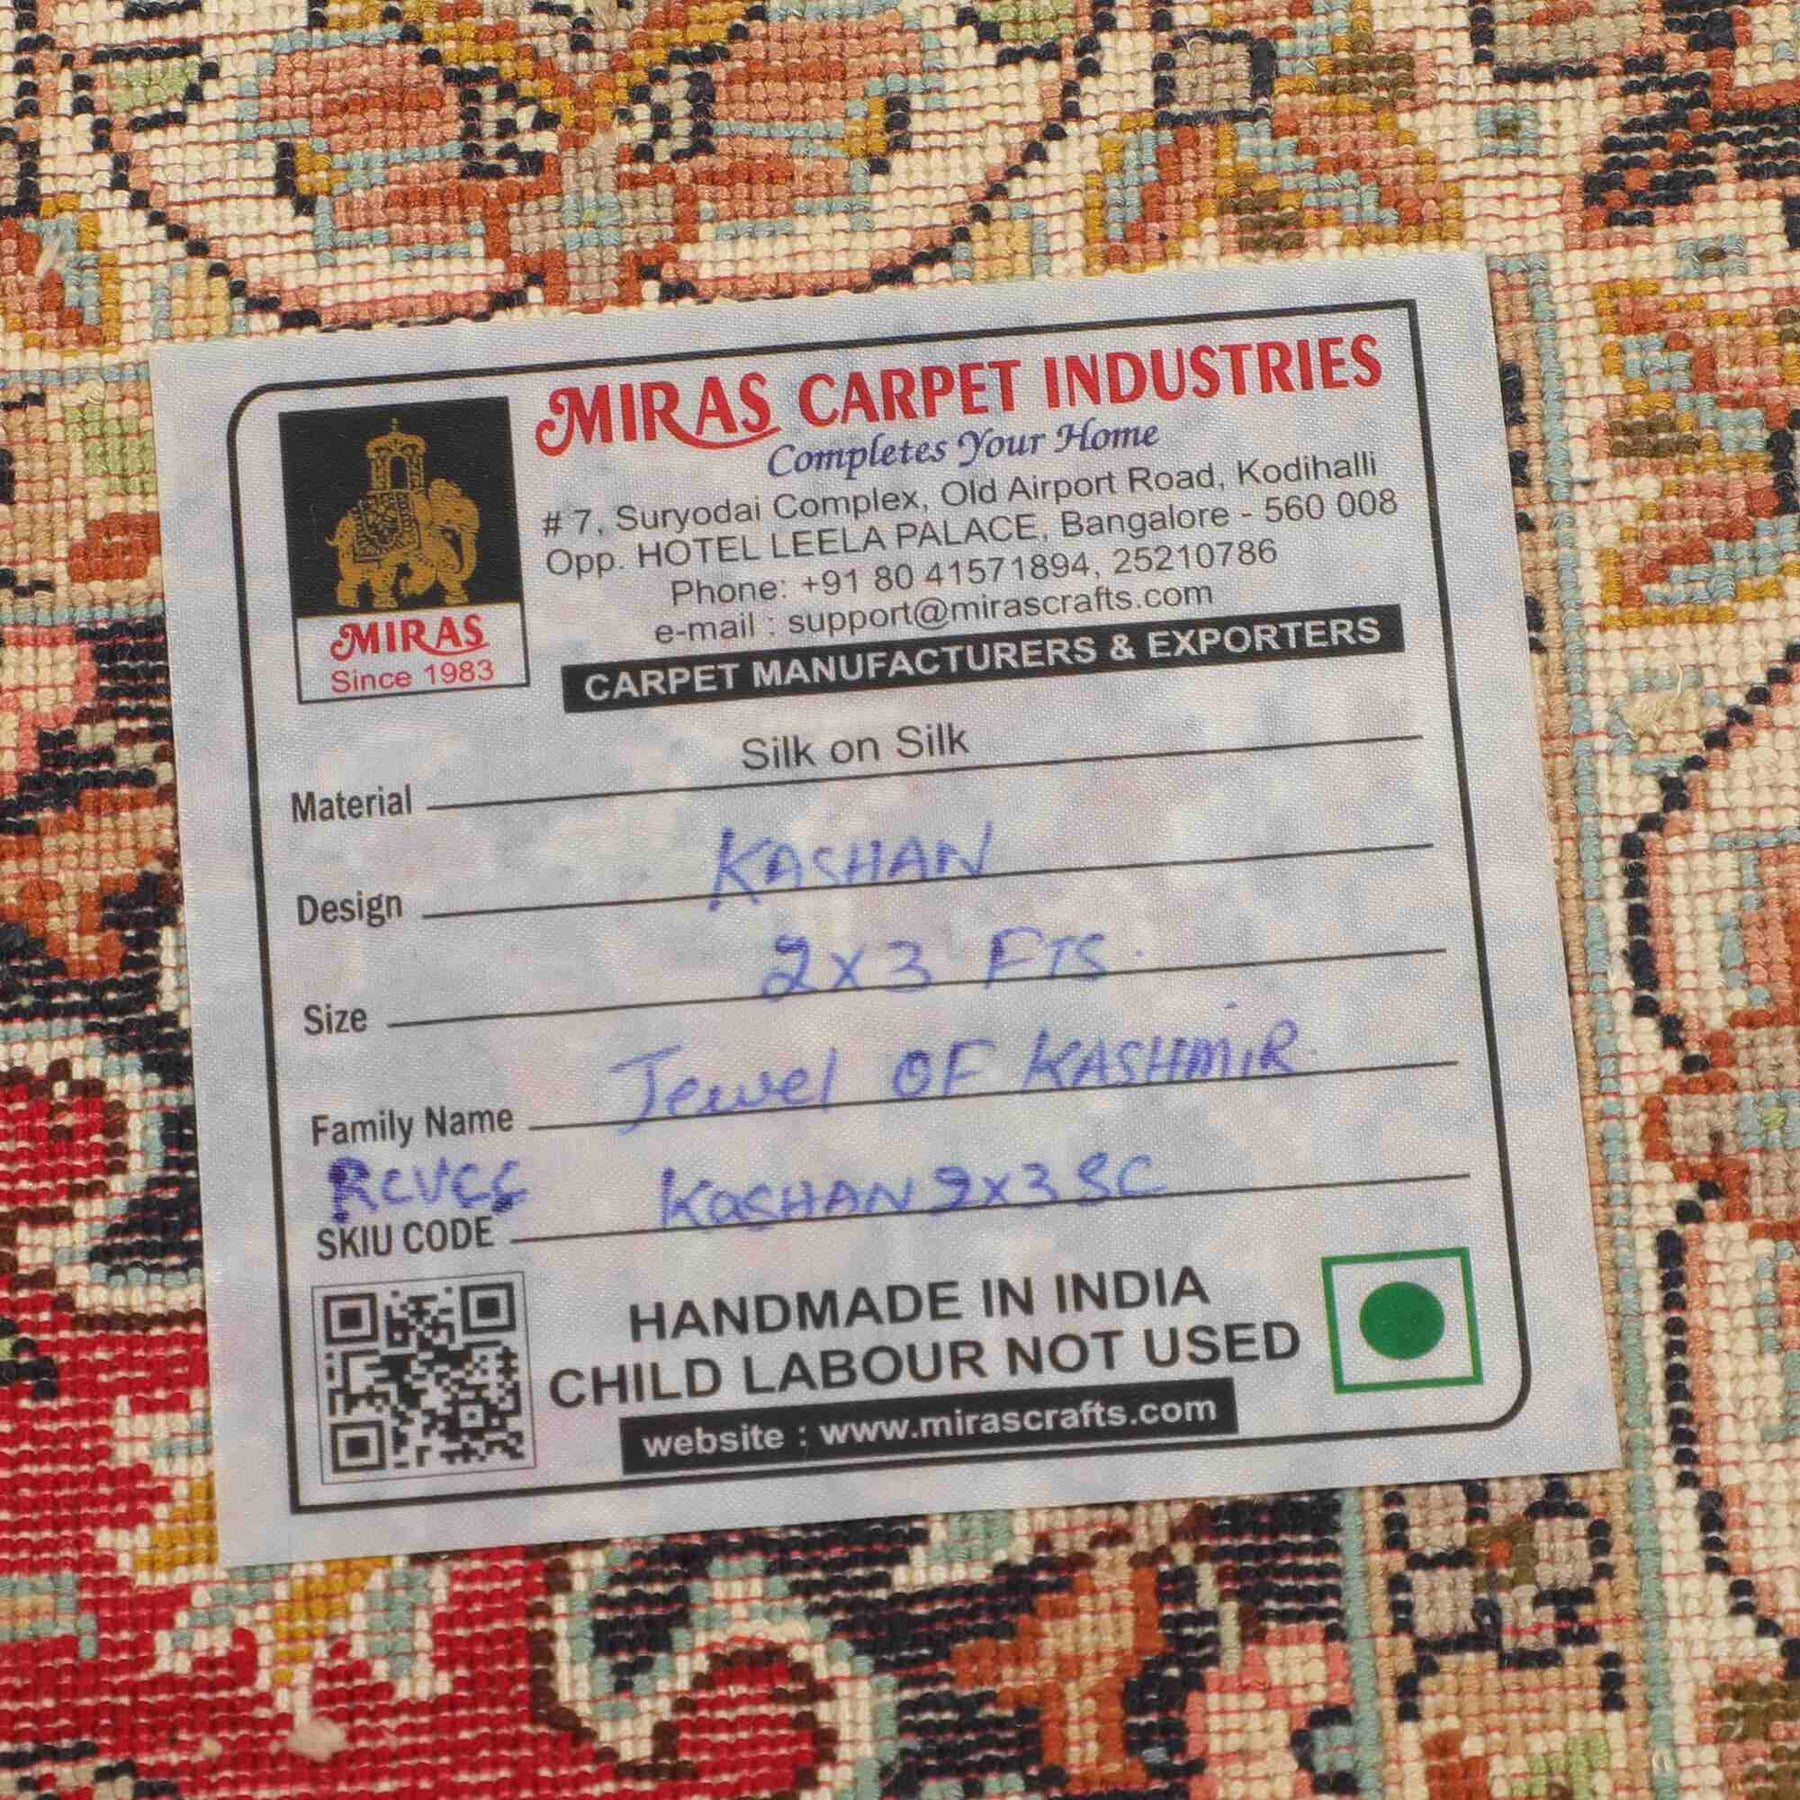 MIRAS CARPET INDUSTRIES
Completes Your Home
# 7, Suryodai Complex, Old Airport Road, Kodihalli
Opp. HOTEL LEELA PALACE, Bangalore - 560 008
Phone: +91 80 41571894, 25210786
e-mail : support@mirascrafts.com
CARPET MANUFACTURERS & EXPORTERS
MIRAS
Since 1983
Material Silk on Silk
Design KASHAN
Size 2x3 FTS.
Family Name Jewel OF KASHMIR.
SKIU CODE KASHAN 2x3 SC
HANDMADE IN INDIA
CHILD LABOUR NOT USED
website : www.mirascrafts.com